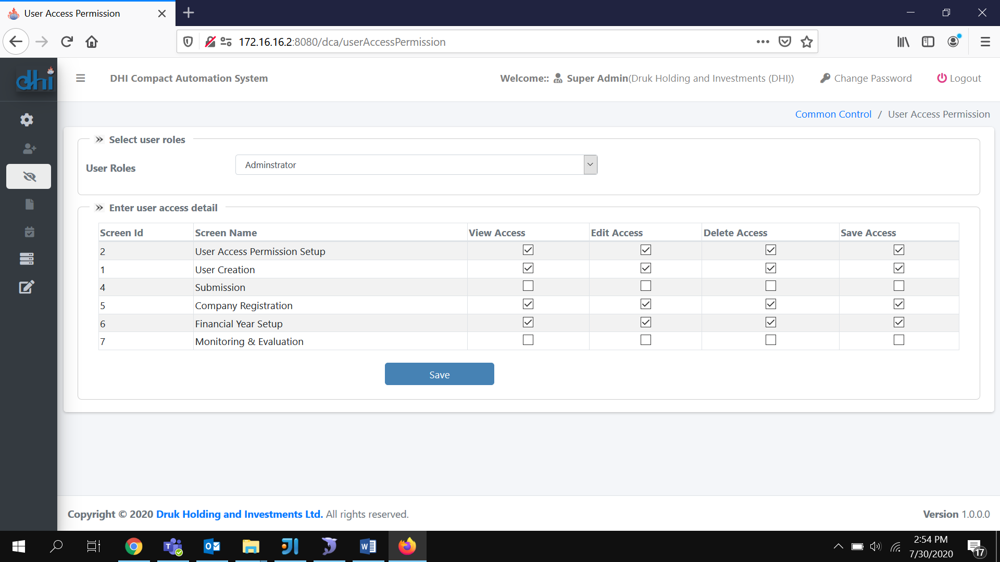 User Access Permission
172.16.16.2:8080/dca/userAccessPermission
dhi
DHI Compact Automation System
Welcome:: Super Admin(Druk Holding and Investments (DHI))
Change Password
Logout
Common Control / User Access Permission
Select user roles
User Roles
Adminstrator
Enter user access detail
Screen Id Screen Name View Access Edit Access Delete Access Save Access
2 User Access Permission Setup
1 User Creation
4 Submission
5 Company Registration
6 Financial Year Setup
7 Monitoring & Evaluation
Save
Copyright © 2020 Druk Holding and Investments Ltd. All rights reserved.
Version 1.0.0.0
2:54 PM
7/30/2020
17